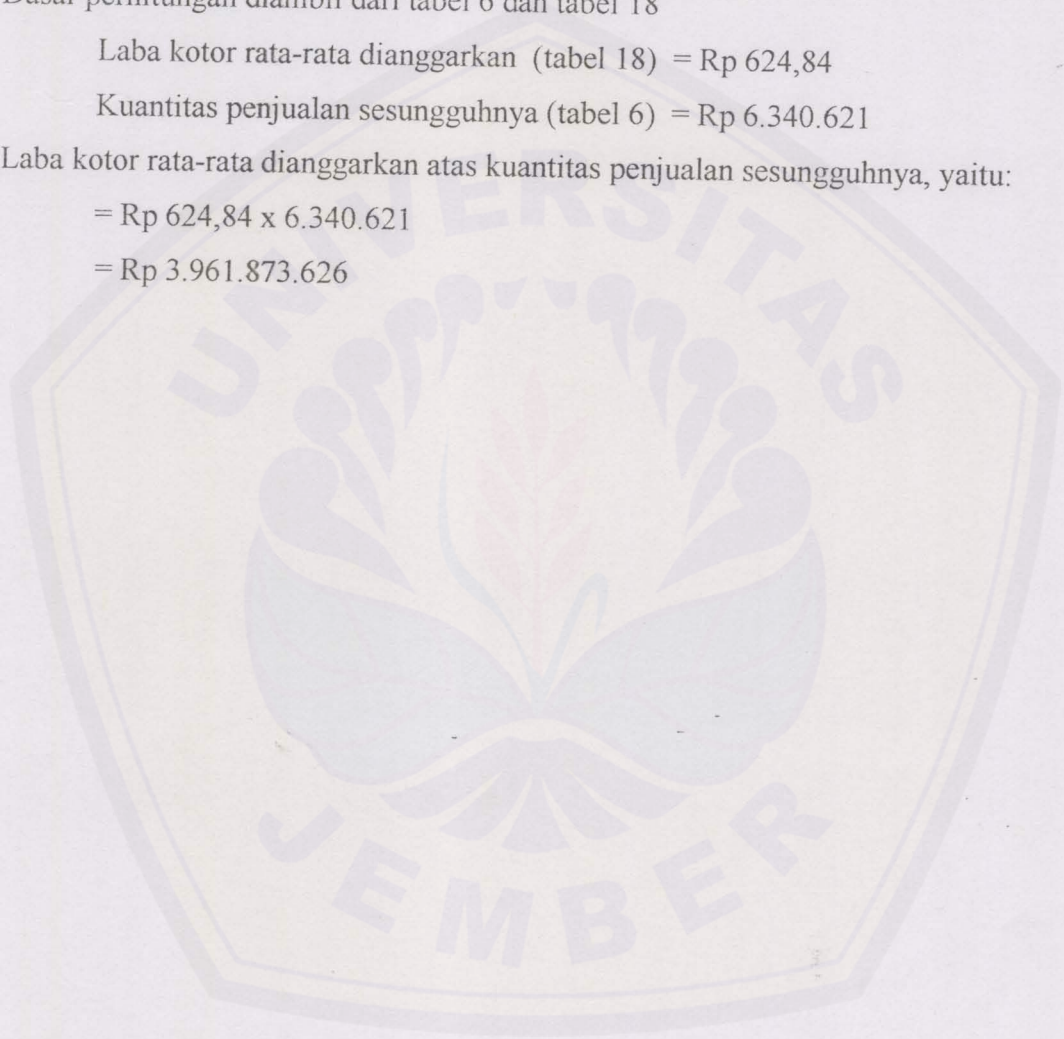 Dasar perhitungan diambil dari tabel 6 dan tabel 18
Laba kotor rata-rata dianggarkan (tabel 18) = Rp 624,84
Kuantitas penjualan sesungguhnya (tabel 6) = Rp 6.340.621
Laba kotor rata-rata dianggarkan atas kuantitas penjualan sesungguhnya, yaitu:
= Rp 624,84 x 6.340.621
= Rp 3.961.873.626
UNIVERSITAS
JEMBER